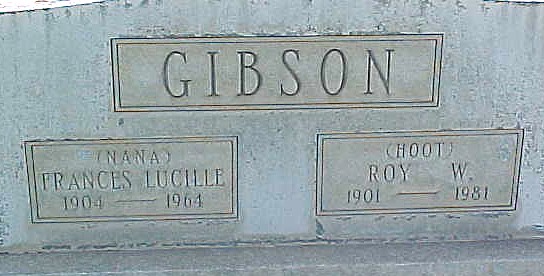 GIBSON
(NANA)
FRANCES LUCILLE
1904 — 1964
(HOOT)
ROY W.
1901 — 1981